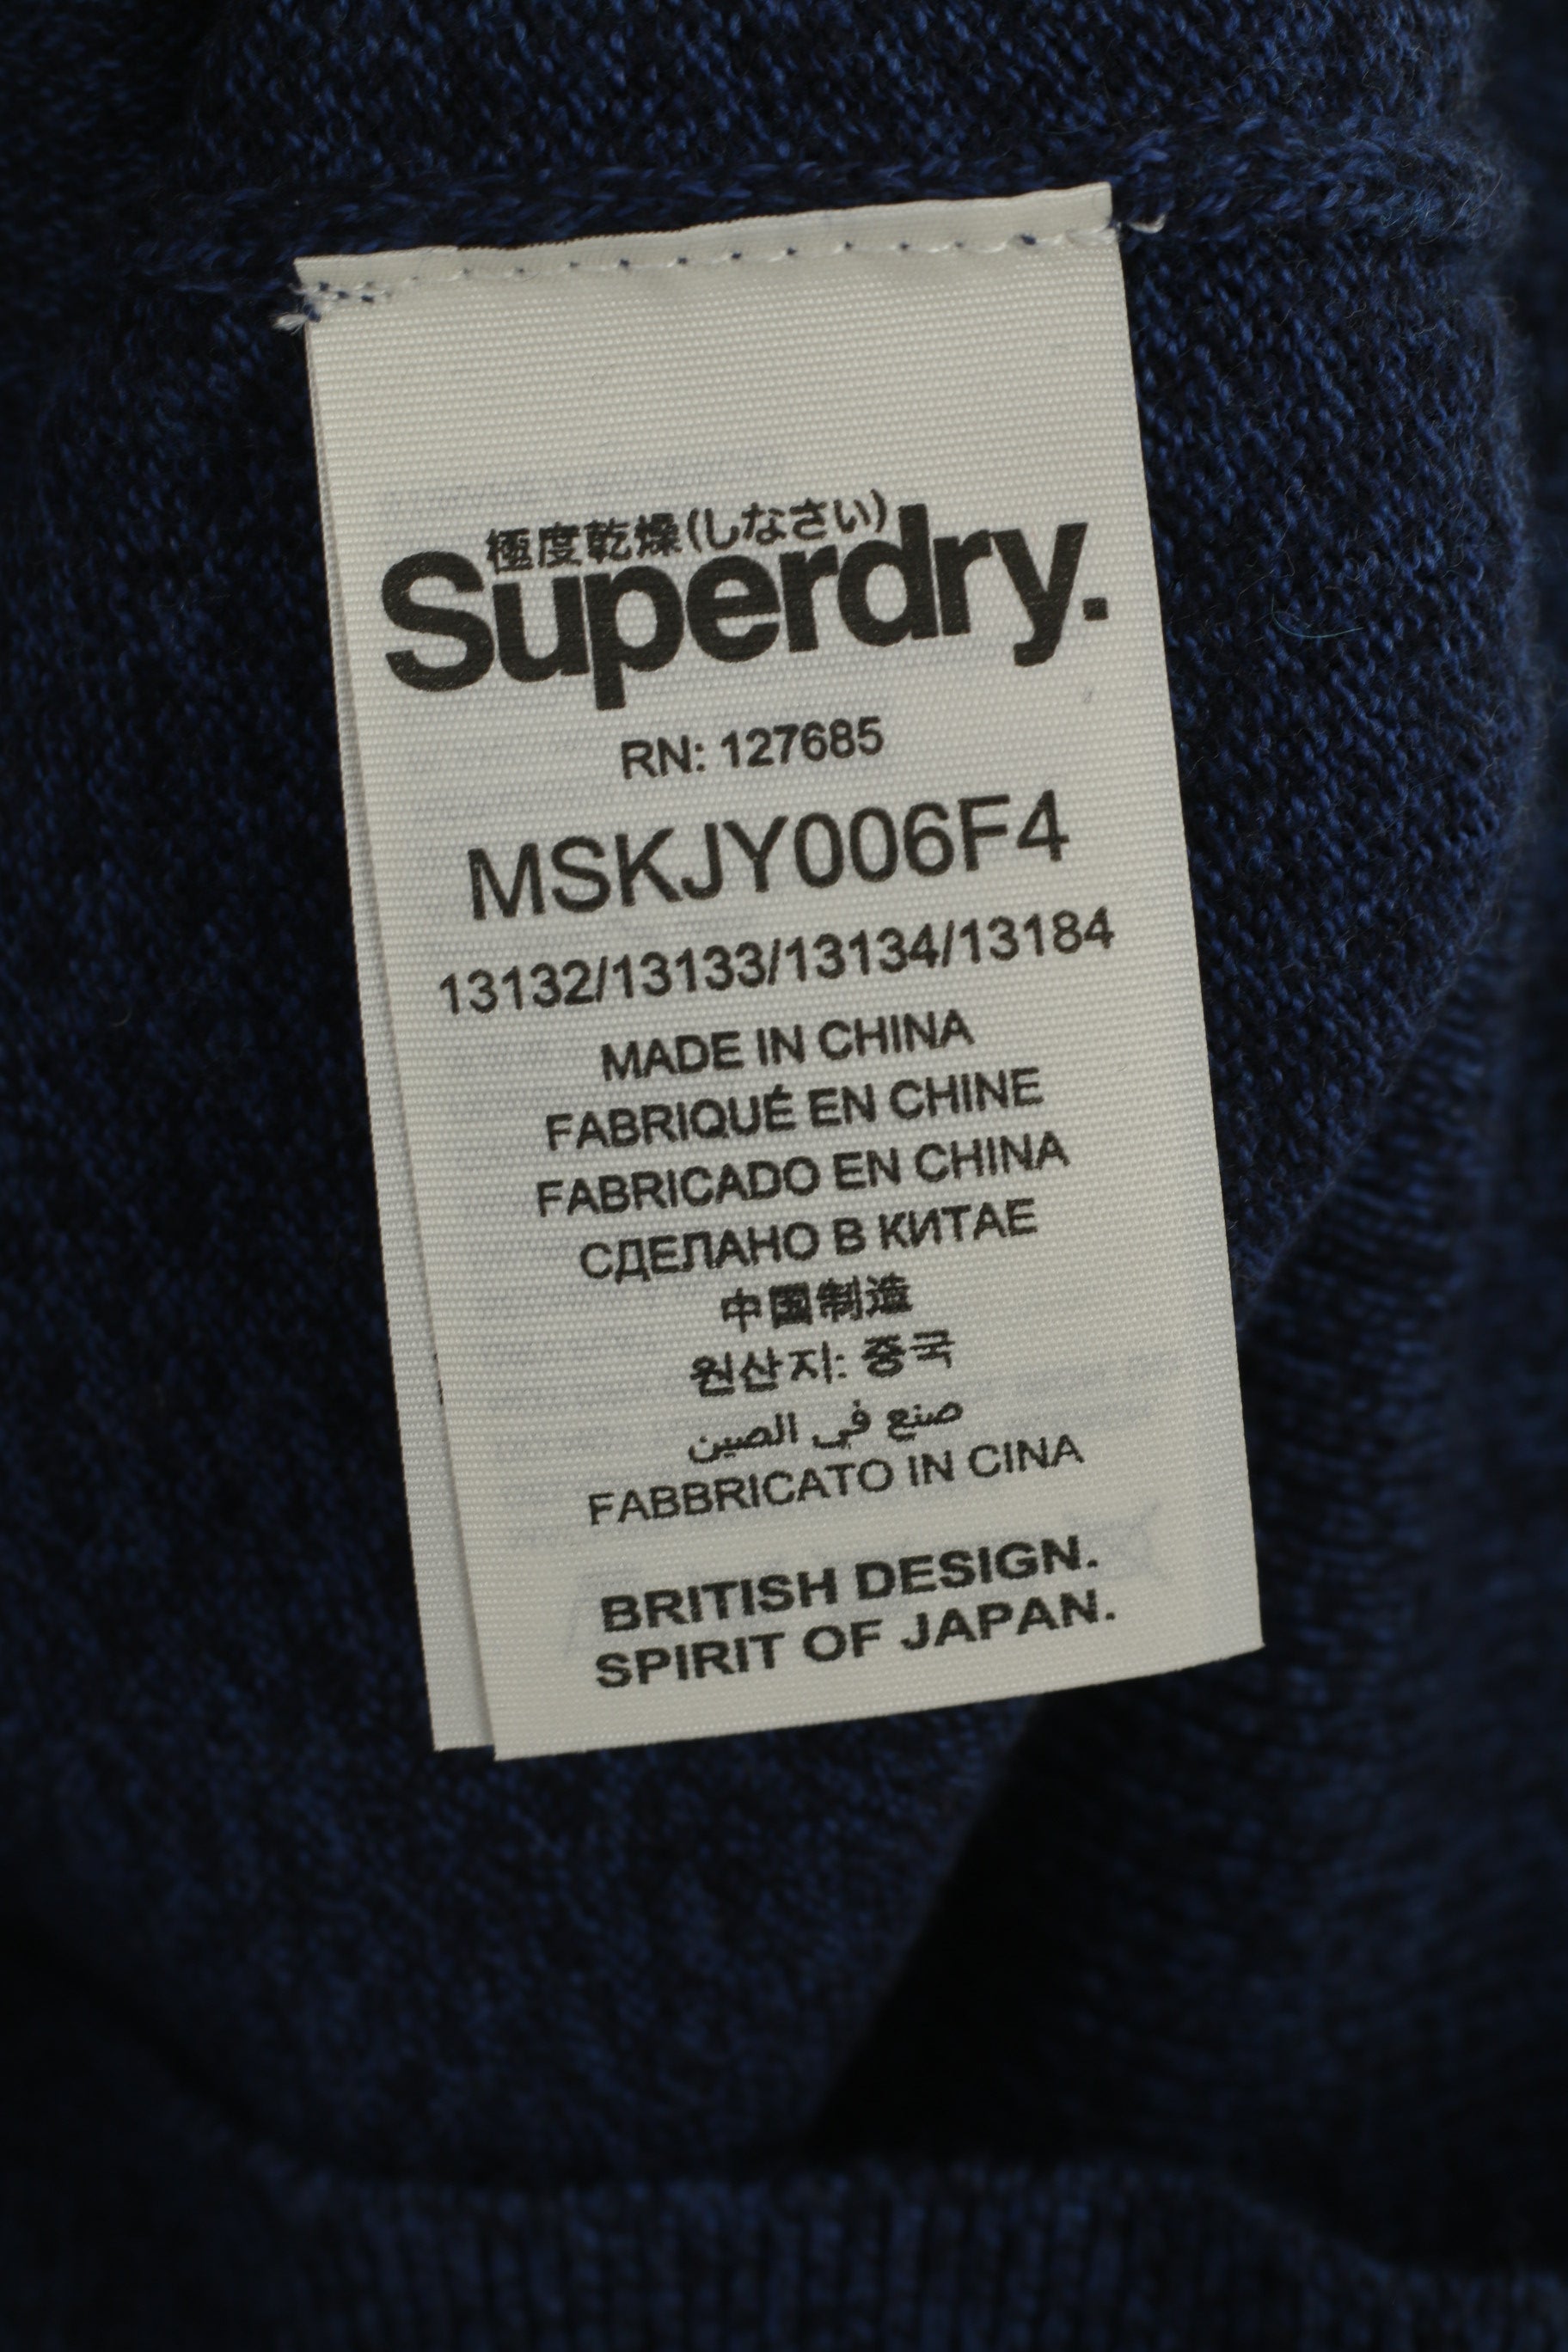 極度乾燥(しなさい)
Superdry.
RN: 127685
MSKJY006F4
13132/13133/13134/13184
MADE IN CHINA
FABRIQUÉ EN CHINE
FABRICADO EN CHINA
СДЕЛАНО В КИТАЕ
中国制造
원산지: 중국
صنع في الصين
FABBRICATO IN CINA
BRITISH DESIGN.
SPIRIT OF JAPAN.